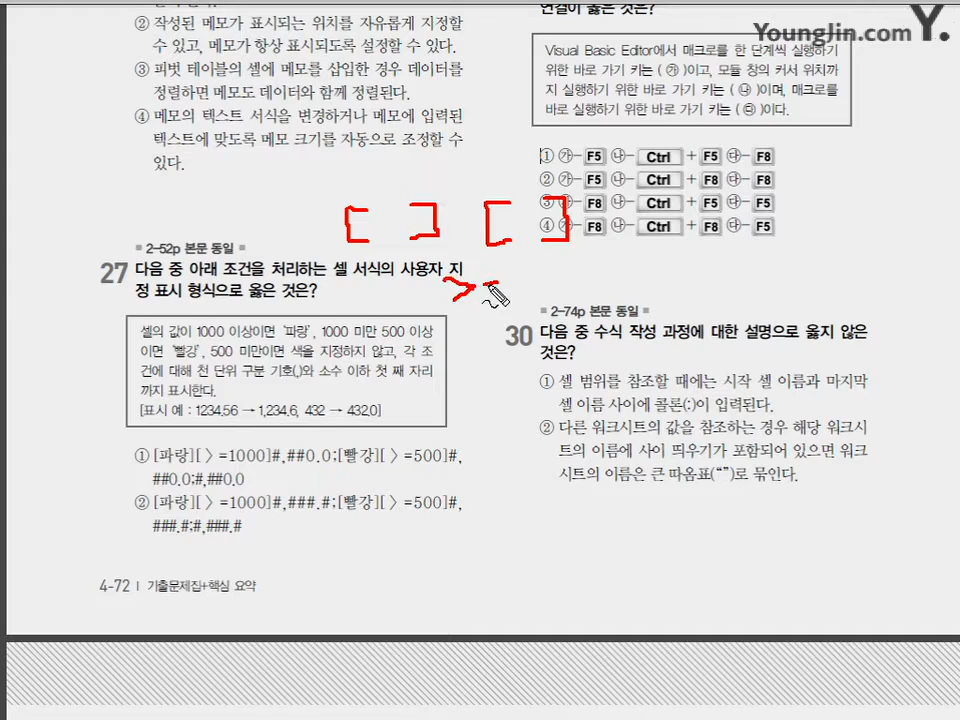 ② 작성된 메모가 표시되는 위치를 자유롭게 지정할
수 있고, 메모가 항상 표시되도록 설정할 수 있다.
③ 피벗 테이블의 셀에 메모를 삽입한 경우 데이터를
정렬하면 메모도 데이터와 함께 정렬된다.
④ 메모의 텍스트 서식을 변경하거나 메모에 입력된
텍스트에 맞도록 메모 크기를 자동으로 조정할 수
있다.
■ 2-52p 본문 동일 ■
27 다음 중 아래 조건을 처리하는 셀 서식의 사용자 지
정 표시 형식으로 옳은 것은?
셀의 값이 1000 이상이면 '파랑', 1000 미만 500 이상
이면 '빨강', 500 미만이면 색을 지정하지 않고, 각 조
건에 대해 천 단위 구분 기호(,)와 소수 이하 첫 째 자리
까지 표시한다.
[표시 예 : 1234.56 → 1,234.6, 432 → 432.0]
① [파랑][ 〉=1000]#,##0.0;[빨강][ 〉=500]#,
##0.0;#,##0.0
② [파랑][ 〉=1000]#,###.#;[빨강][ 〉=500]#,
###.#;#,###.#
4-72 | 기출문제집+핵심 요약
연결이 옳은 것은?
YoungJin.com Y.
Visual Basic Editor에서 매크로를 한 단계씩 실행하기
위한 바로 가기 키는 ( ㉮ )이고, 모듈 창의 커서 위치까
지 실행하기 위한 바로 가기 키는 ( ㉯ )이며, 매크로를
바로 실행하기 위한 바로 가기 키는 ( ㉰ )이다.
① ㉮- F5 ㉯- Ctrl + F5 ㉰- F8
② ㉮- F5 ㉯- Ctrl + F8 ㉰- F8
③ ㉮- F8 ㉯- Ctrl + F5 ㉰- F5
④ ㉮- F8 ㉯- Ctrl + F8 ㉰- F5
■ 2-74p 본문 동일 ■
30 다음 중 수식 작성 과정에 대한 설명으로 옳지 않은
것은?
① 셀 범위를 참조할 때에는 시작 셀 이름과 마지막
셀 이름 사이에 콜론(:)이 입력된다.
② 다른 워크시트의 값을 참조하는 경우 해당 워크시
트의 이름에 사이 띄우기가 포함되어 있으면 워크
시트의 이름은 큰 따옴표(“”)로 묶인다.
[ ] [ ]
>